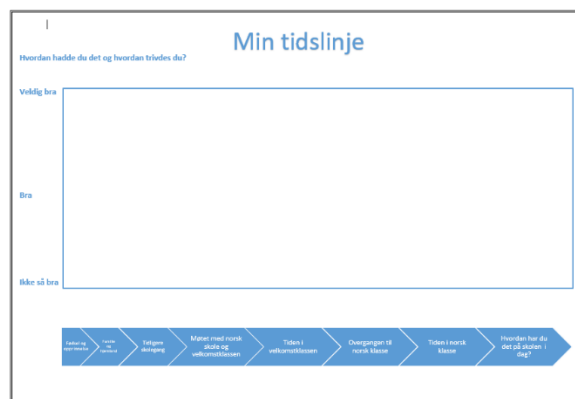 Min tidslinje
Hvordan hadde du det og hvordan trivdes du?
Veldig bra
Bra
Ikke så bra
Tidligere
skolegang
Møtet med norsk
skole og
velkomstklassen
Tiden i
velkomstklassen
Overgangen til
norsk klasse
Tiden i norsk
klasse
Hvordan har du
det på skolen i
dag?